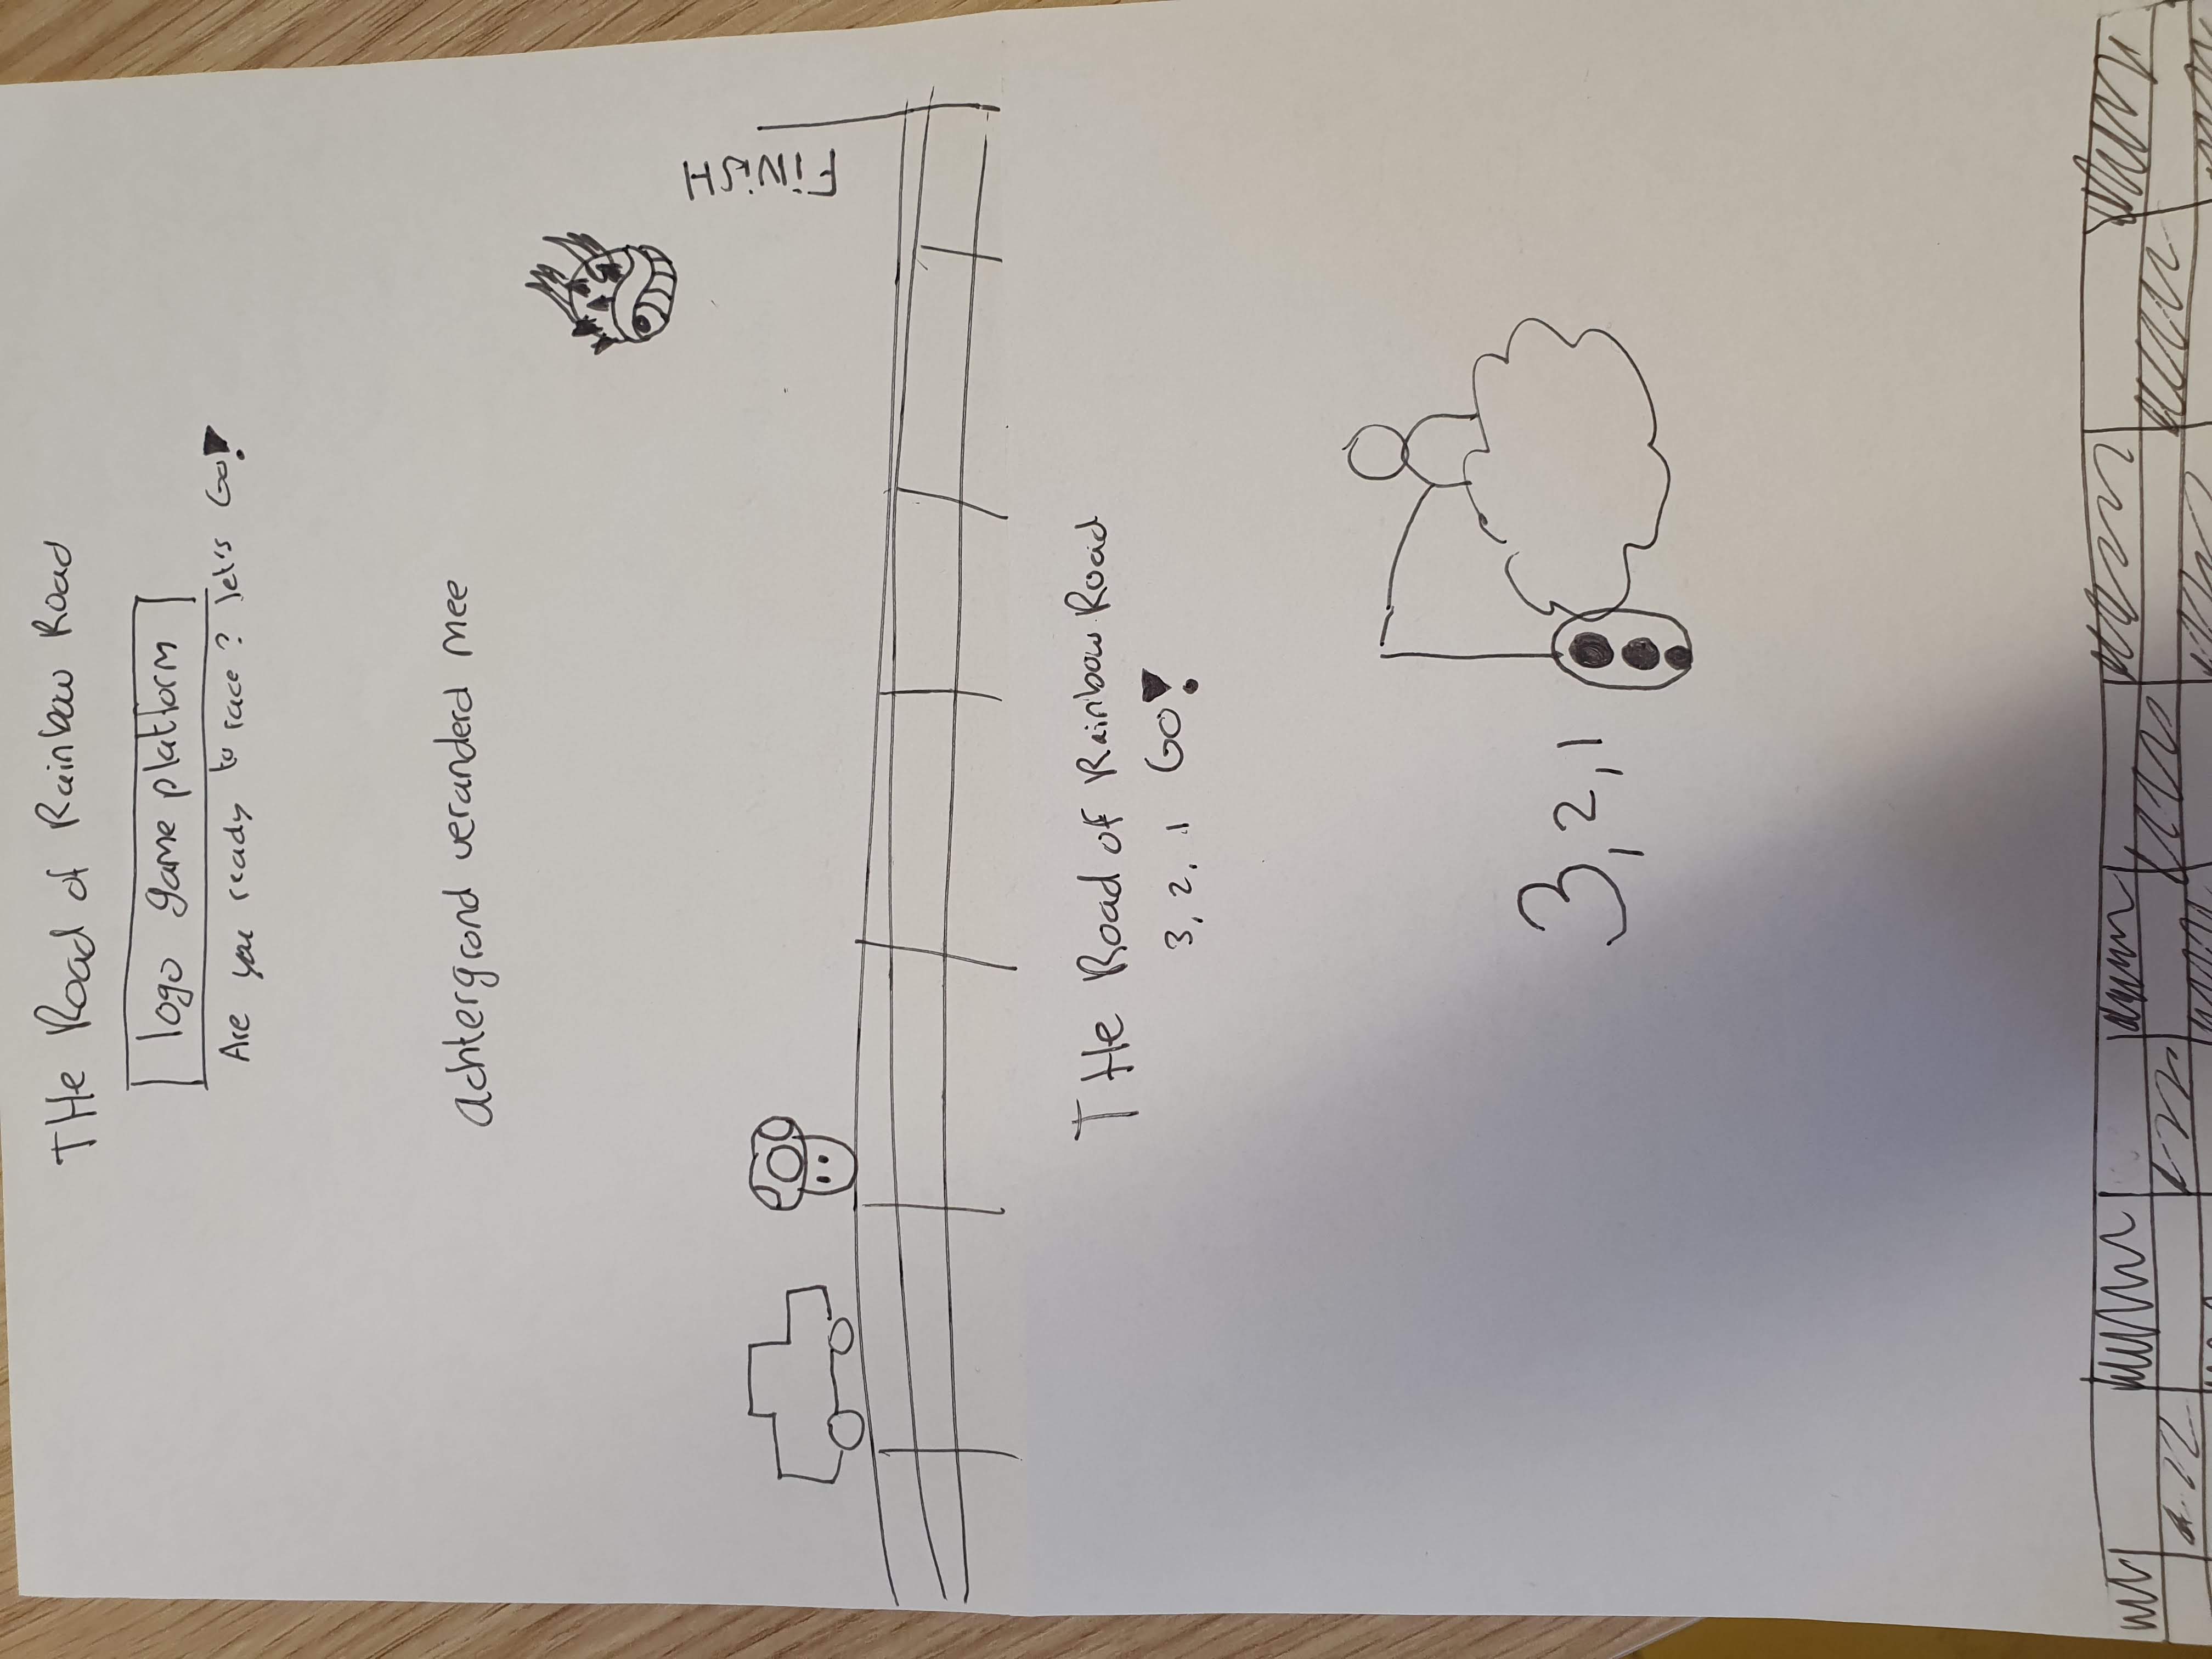 THe Road of Rainbow Road
logo game platform
Are you ready to race? let's Go!
achtergrond veranderd mee
FiNiSH
THe Road of Rainbow Road
3, 2, 1 Go!
3, 2, 1